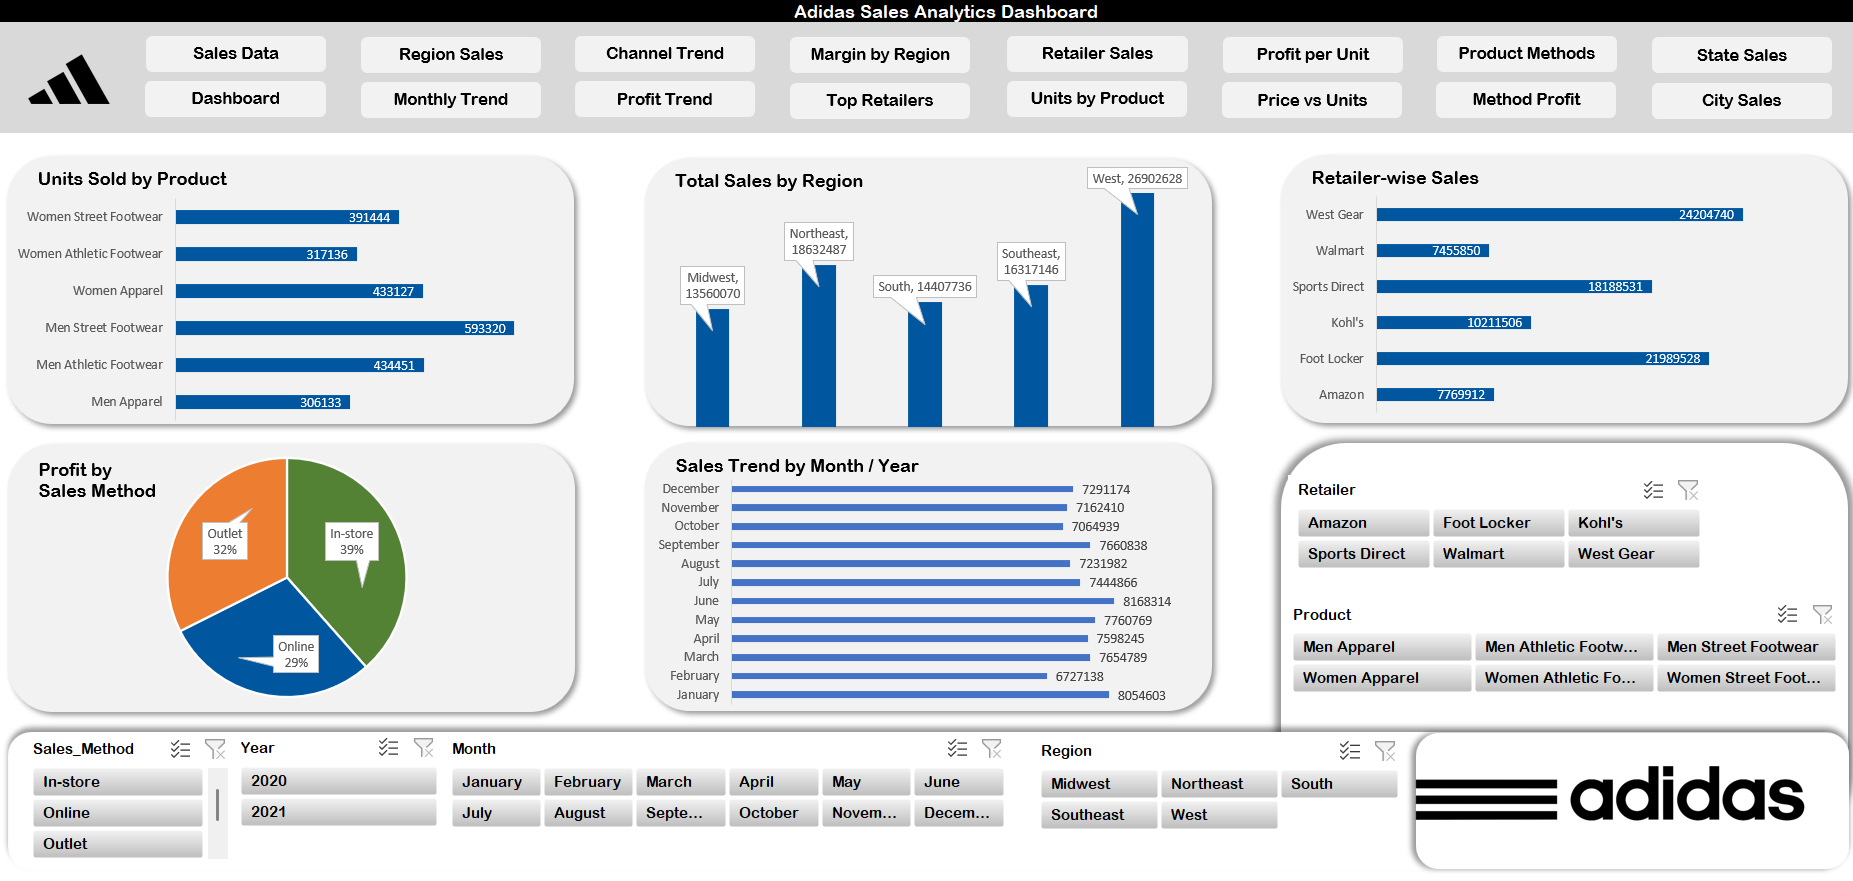 Adidas Sales Analytics Dashboard
Sales Data
Region Sales
Channel Trend
Margin by Region
Retailer Sales
Profit per Unit
Product Methods
State Sales
Dashboard
Monthly Trend
Profit Trend
Top Retailers
Units by Product
Price vs Units
Method Profit
City Sales
Units Sold by Product
Women Street Footwear 391444
Women Athletic Footwear 317136
Women Apparel 433127
Men Street Footwear 593320
Men Athletic Footwear 434451
Men Apparel 306133
Total Sales by Region
Midwest,
13560070
Northeast,
18632487
South, 14407736
Southeast,
16317146
West, 26902628
Retailer-wise Sales
West Gear 24204740
Walmart 7455850
Sports Direct 18188531
Kohl's 10211506
Foot Locker 21989528
Amazon 7769912
Profit by
Sales Method
Outlet
32%
In-store
39%
Online
29%
Sales Trend by Month / Year
December 7291174
November 7162410
October 7064939
September 7660838
August 7231982
July 7444866
June 8168314
May 7760769
April 7598245
March 7654789
February 6727138
January 8054603
Retailer
Amazon
Foot Locker
Kohl's
Sports Direct
Walmart
West Gear
Product
Men Apparel
Men Athletic Footw...
Men Street Footwear
Women Apparel
Women Athletic Fo...
Women Street Foot...
Sales_Method
In-store
Online
Outlet
Year
2020
2021
Month
January
February
March
April
May
June
July
August
Septe...
October
Novem...
Decem...
Region
Midwest
Northeast
South
Southeast
West
adidas